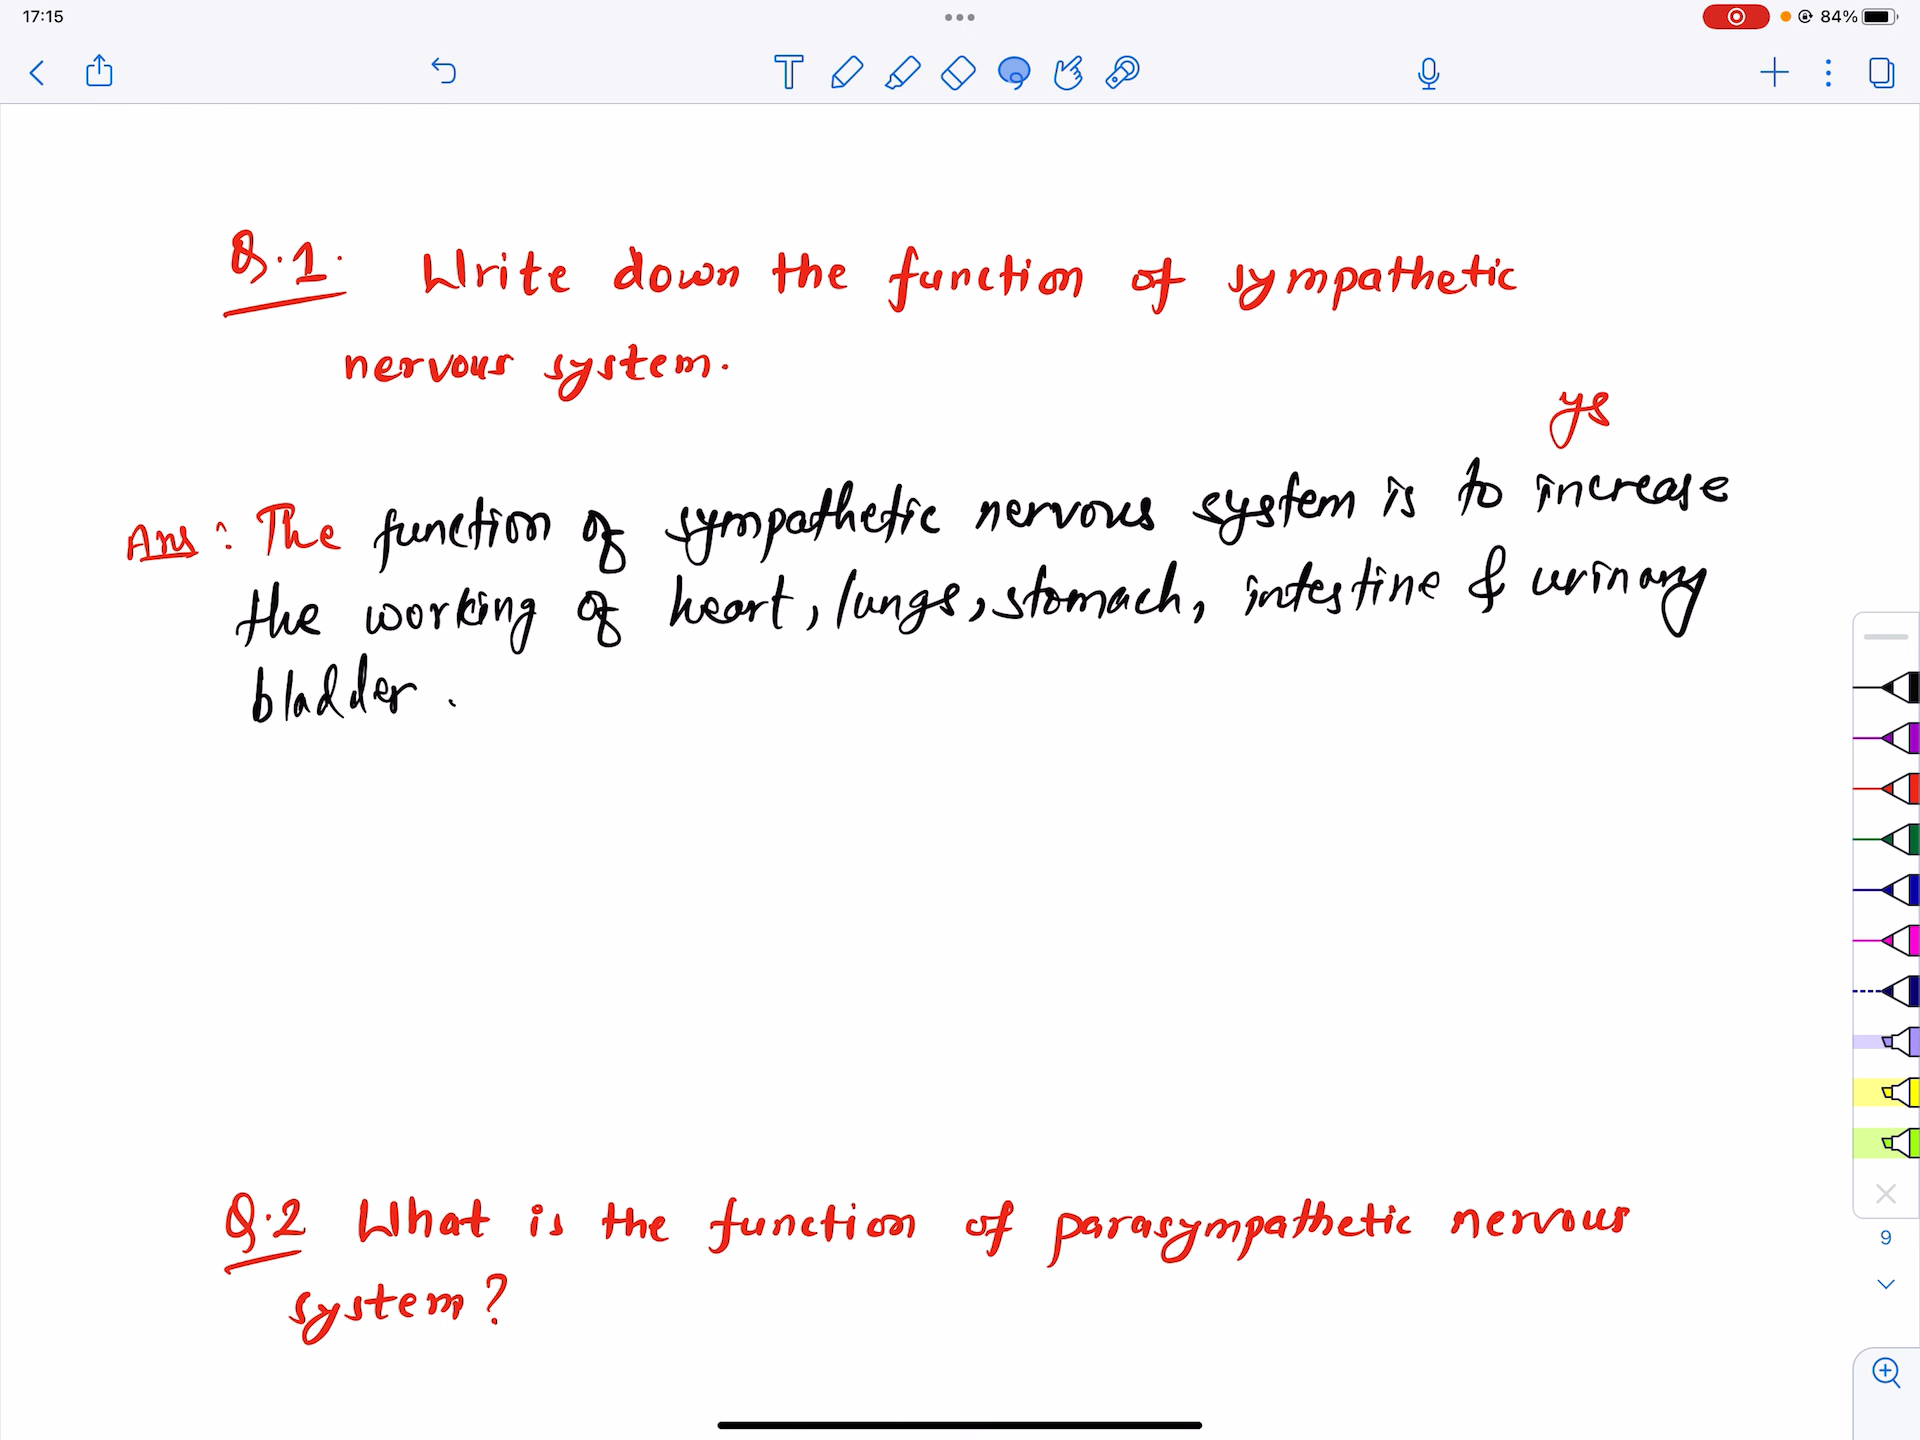 17:15
84%
Q.1. Write down the function of sympathetic
nervous system.
ys
Ans: The function of sympathetic nervous system is to increase
the working of heart, lungs, stomach, intestine & urinary
bladder.
Q.2 What is the function of parasympathetic nervous
system?
9